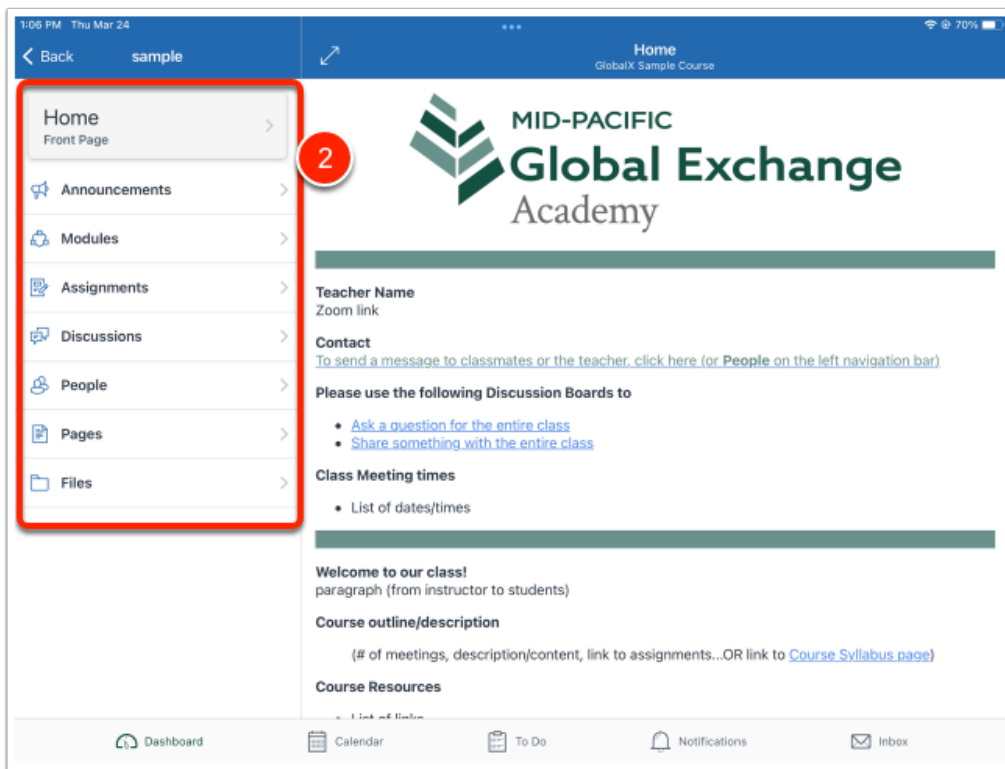 1:06 PM Thu Mar 24
70%
Back
sample
Home
GlobalX Sample Course
Home
Front Page
Announcements
Modules
Assignments
Discussions
People
Pages
Files
2
MID-PACIFIC
Global Exchange
Academy
Teacher Name
Zoom link
Contact
To send a message to classmates or the teacher, click here (or People on the left navigation bar)
Please use the following Discussion Boards to
• Ask a question for the entire class
• Share something with the entire class
Class Meeting times
• List of dates/times
Welcome to our class!
paragraph (from instructor to students)
Course outline/description
(# of meetings, description/content, link to assignments...OR link to Course Syllabus page)
Course Resources
• List of links
Dashboard
Calendar
To Do
Notifications
Inbox